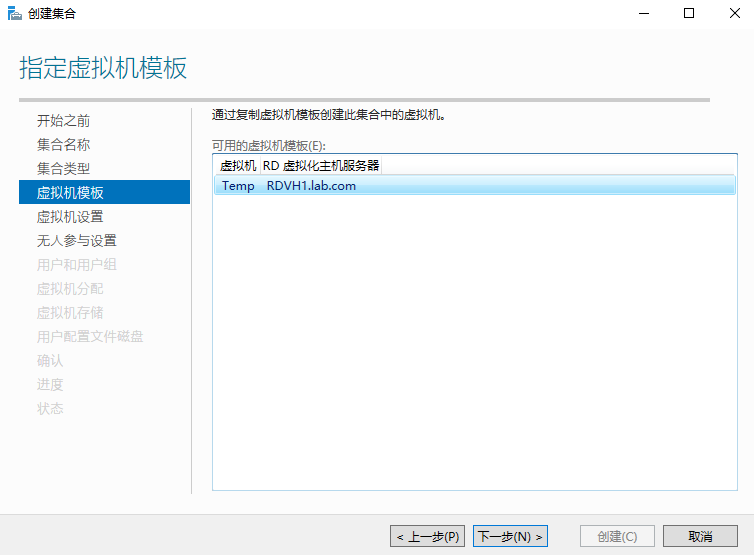 创建集合
指定虚拟机模板
开始之前
集合名称
集合类型
虚拟机模板
虚拟机设置
无人参与设置
用户和用户组
虚拟机分配
虚拟机存储
用户配置文件磁盘
确认
进度
状态
通过复制虚拟机模板创建此集合中的虚拟机。
可用的虚拟机模板(E):
虚拟机 RD 虚拟化主机服务器
Temp RDVH1.lab.com
< 上一步(P) 下一步(N) > 创建(C) 取消